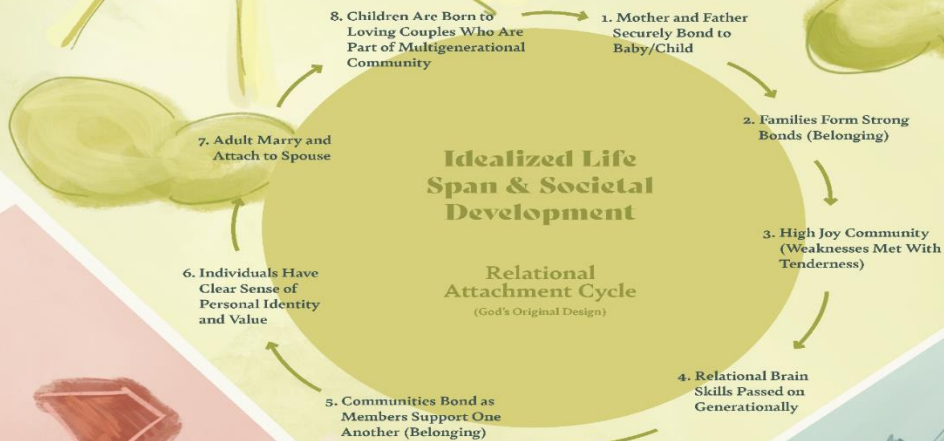 8. Children Are Born to
Loving Couples Who Are
Part of Multigenerational
Community
1. Mother and Father
Securely Bond to
Baby/Child
2. Families Form Strong
Bonds (Belonging)
3. High Joy Community
(Weaknesses Met With
Tenderness)
4. Relational Brain
Skills Passed on
Generationally
5. Communities Bond as
Members Support One
Another (Belonging)
6. Individuals Have
Clear Sense of
Personal Identity
and Value
7. Adult Marry and
Attach to Spouse
Idealized Life
Span & Societal
Development
Relational
Attachment Cycle
(God's Original Design)